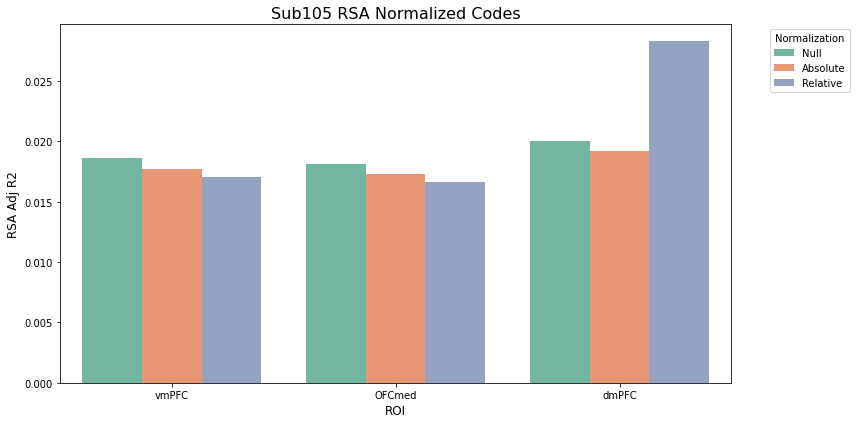 Sub105 RSA Normalized Codes
Normalization
Null
Absolute
Relative
RSA Adj R2
0.025
0.020
0.015
0.010
0.005
0.000
vmPFC
OFCmed
dmPFC
ROI